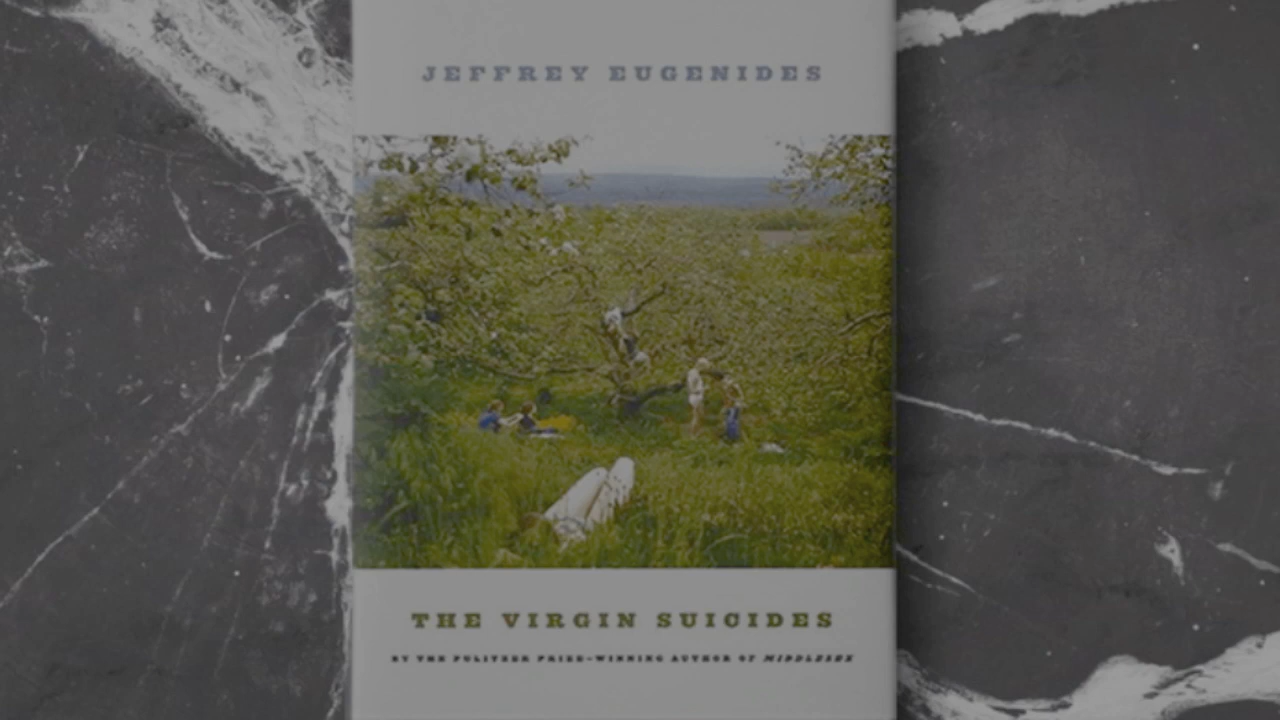 JEFFREY EUGENIDES
THE VIRGIN SUICIDES
BY THE PULITZER PRIZE–WINNING AUTHOR OF MIDDLESEX